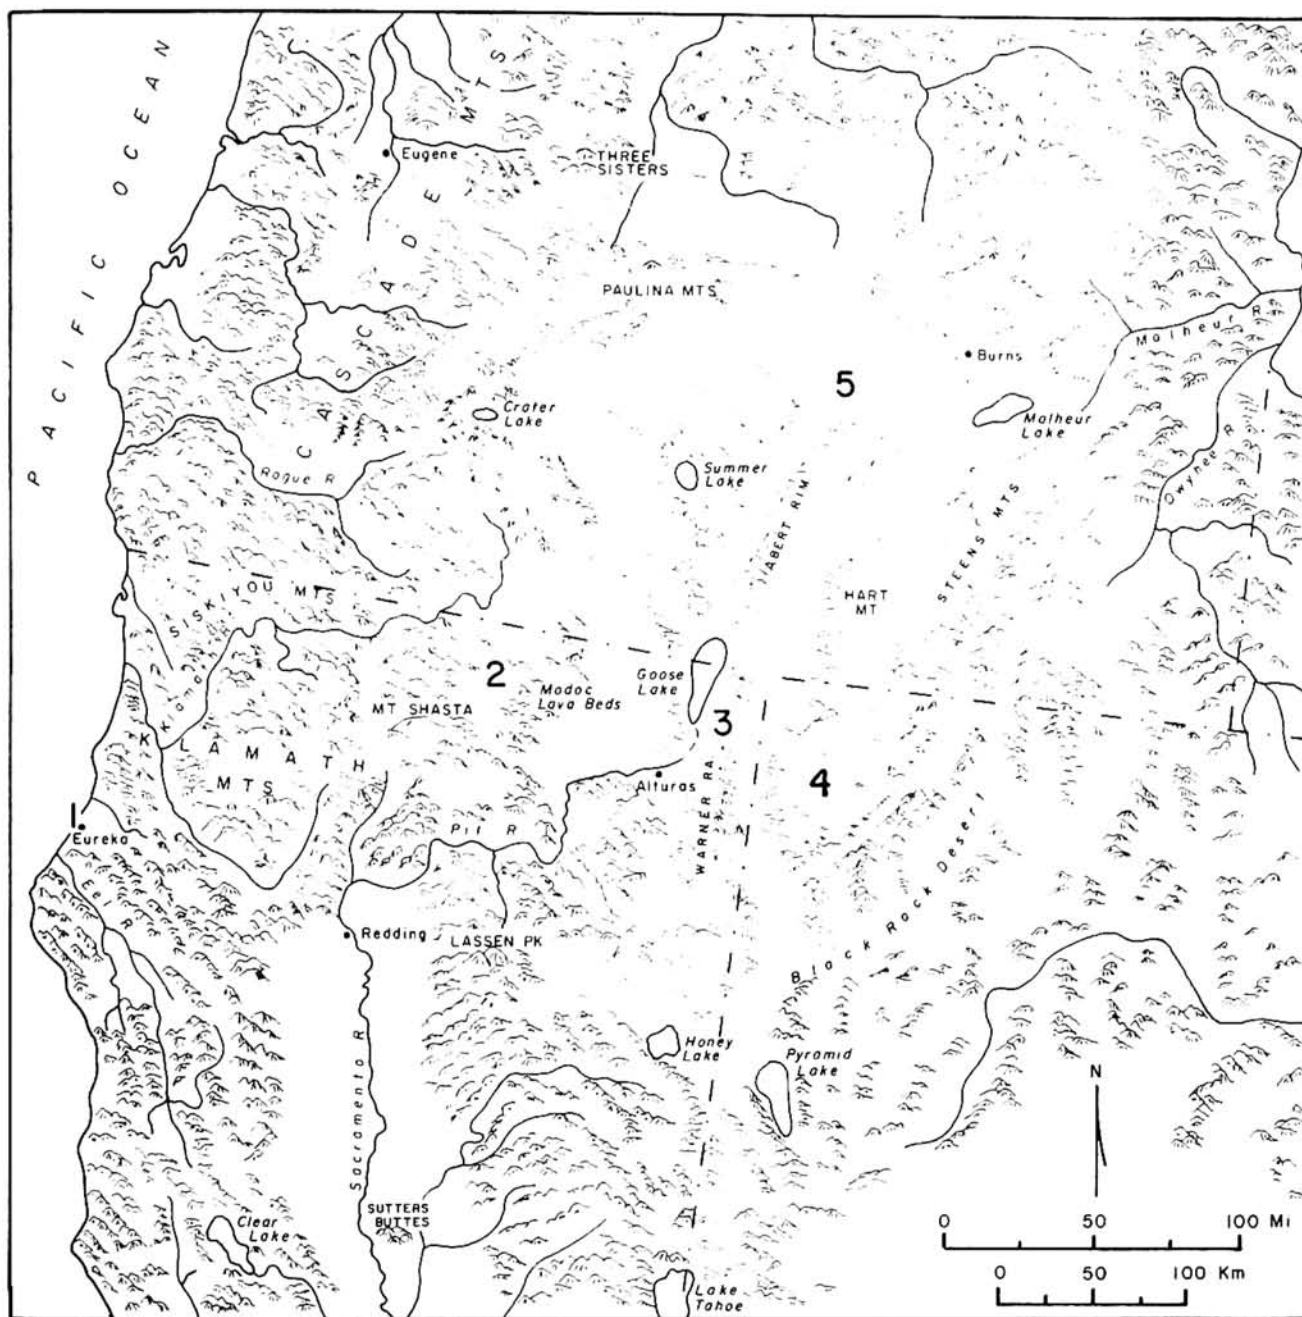 PACIFIC OCEAN
CASCADE MTS
Eugene
THREE
SISTERS
PAULINA MTS
Malheur R
Burns
5
Crater
Lake
Malheur
Lake
Summer
Lake
Rogue R
Owyhee R
ABERT RIM
STEENS MTS
HART
MT
SISKIYOU MTS
Klamath R
2
Modoc
Lava Beds
Goose
Lake
MT SHASTA
3
KLAMATH
MTS
Alturas
4
WARNER RA.
1
Eureka
Pit R
Black Rock Desert
Eel R
Redding
LASSEN PK
Sacramento R
Honey
Lake
Pyramid
Lake
N
SUTTERS
BUTTES
Clear
Lake
0 50 100 Mi
0 50 100 Km
Lake
Tahoe